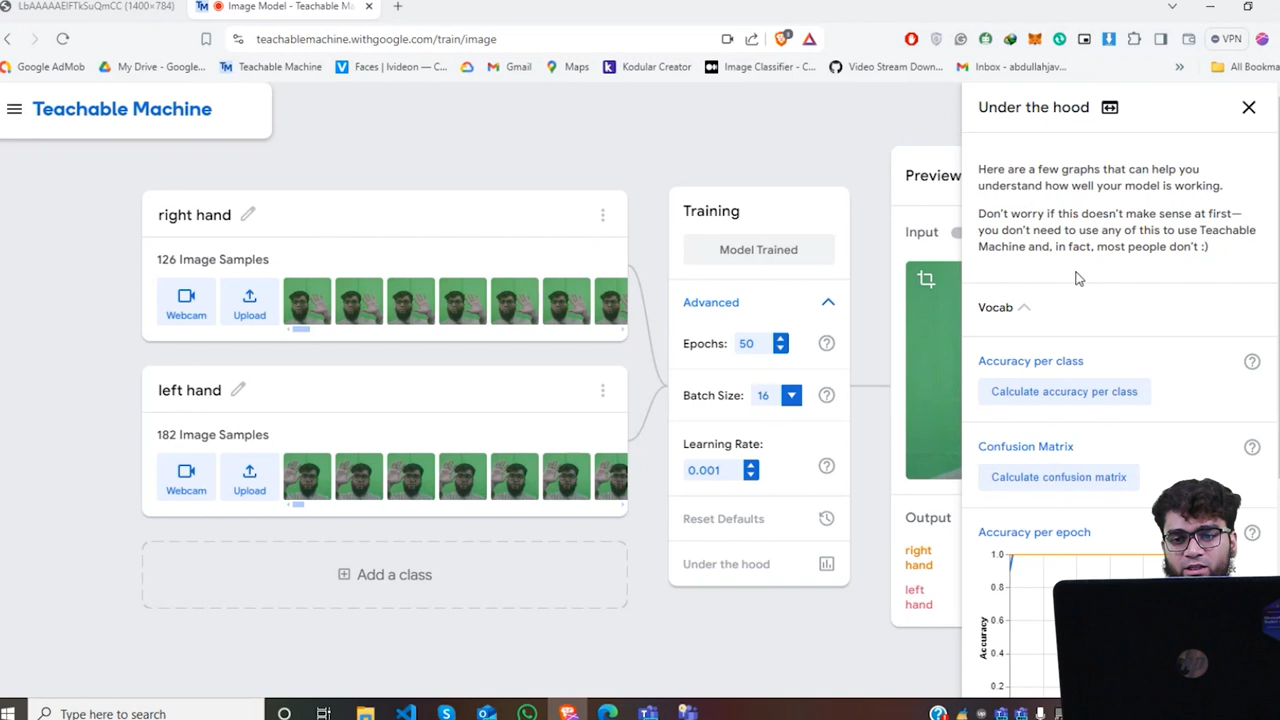 LbAAAAAElFTkSuQmCC (1400×784)
Image Model - Teachable Ma
teachablemachine.withgoogle.com/train/image
VPN
Google AdMob
My Drive - Google...
Teachable Machine
Faces | Ivideon — C...
Gmail
Maps
Kodular Creator
Image Classifier - C...
Video Stream Down...
Inbox - abdullahjav...
All Bookma
Teachable Machine
right hand
126 Image Samples
Webcam
Upload
left hand
182 Image Samples
Webcam
Upload
Add a class
Training
Model Trained
Advanced
Epochs: 50
Batch Size: 16
Learning Rate:
0.001
Reset Defaults
Under the hood
Preview
Input
Output
right
hand
left
hand
Under the hood
Here are a few graphs that can help you
understand how well your model is working.
Don't worry if this doesn't make sense at first—
you don't need to use any of this to use Teachable
Machine and, in fact, most people don't :)
Vocab
Accuracy per class
Calculate accuracy per class
Confusion Matrix
Calculate confusion matrix
Accuracy per epoch
1.0
0.8
0.6
0.4
0.2
Accuracy
Type here to search